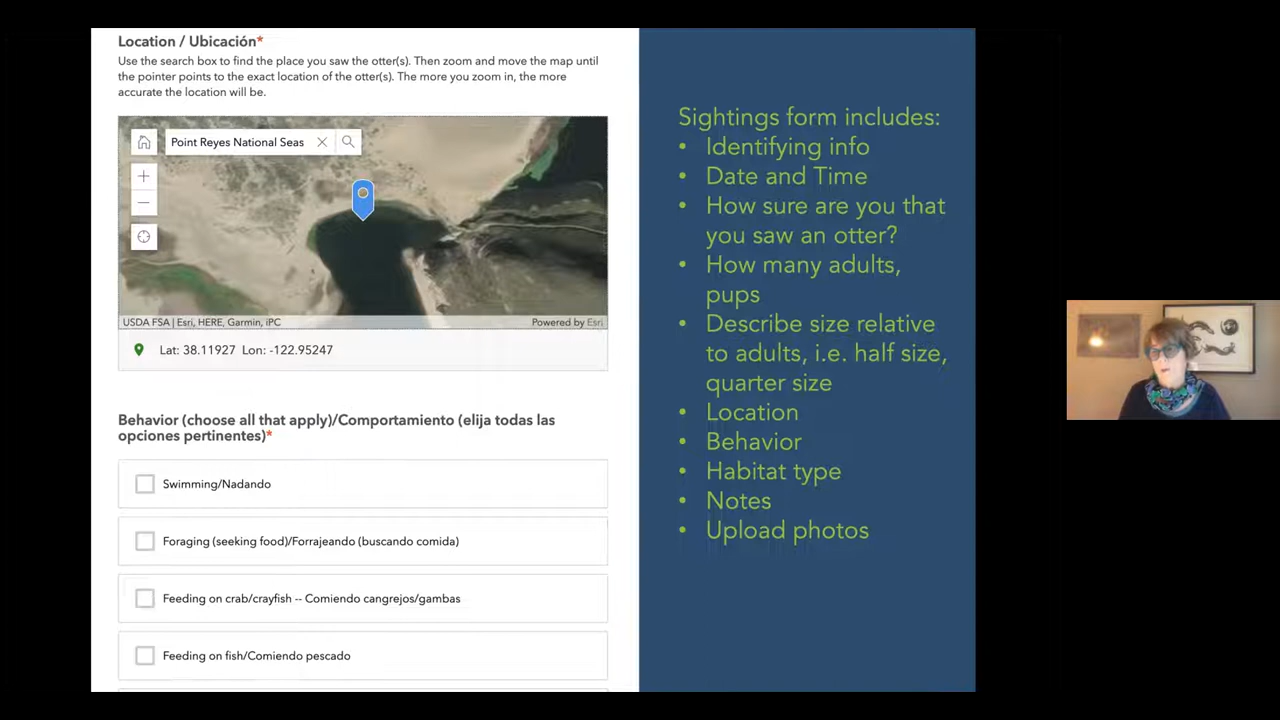 Location / Ubicación*
Use the search box to find the place you saw the otter(s). Then zoom and move the map until
the pointer points to the exact location of the otter(s). The more you zoom in, the more
accurate the location will be.
Point Reyes National Seas
USDA FSA | Esri, HERE, Garmin, iPC
Powered by Esri
Lat: 38.11927 Lon: -122.95247
Behavior (choose all that apply)/Comportamiento (elija todas las
opciones pertinentes)*
Swimming/Nadando
Foraging (seeking food)/Forrajeando (buscando comida)
Feeding on crab/crayfish -- Comiendo cangrejos/gambas
Feeding on fish/Comiendo pescado
Sightings form includes:
• Identifying info
• Date and Time
• How sure are you that
you saw an otter?
• How many adults,
pups
• Describe size relative
to adults, i.e. half size,
quarter size
• Location
• Behavior
• Habitat type
• Notes
• Upload photos